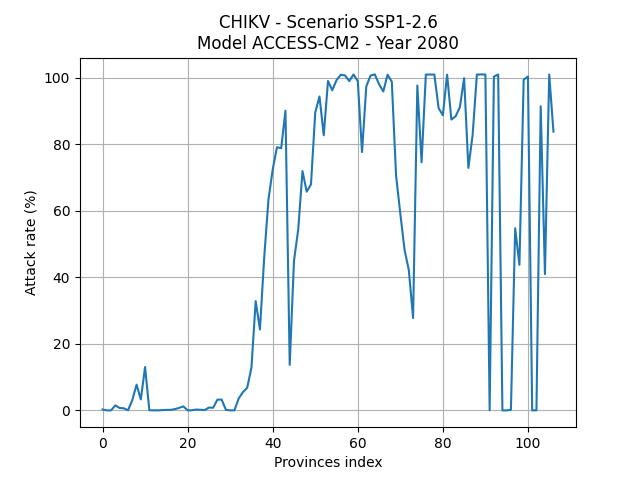 CHIKV - Scenario SSP1-2.6
Model ACCESS-CM2 - Year 2080
100
80
60
40
20
0
Attack rate (%)
0 20 40 60 80 100
Provinces index